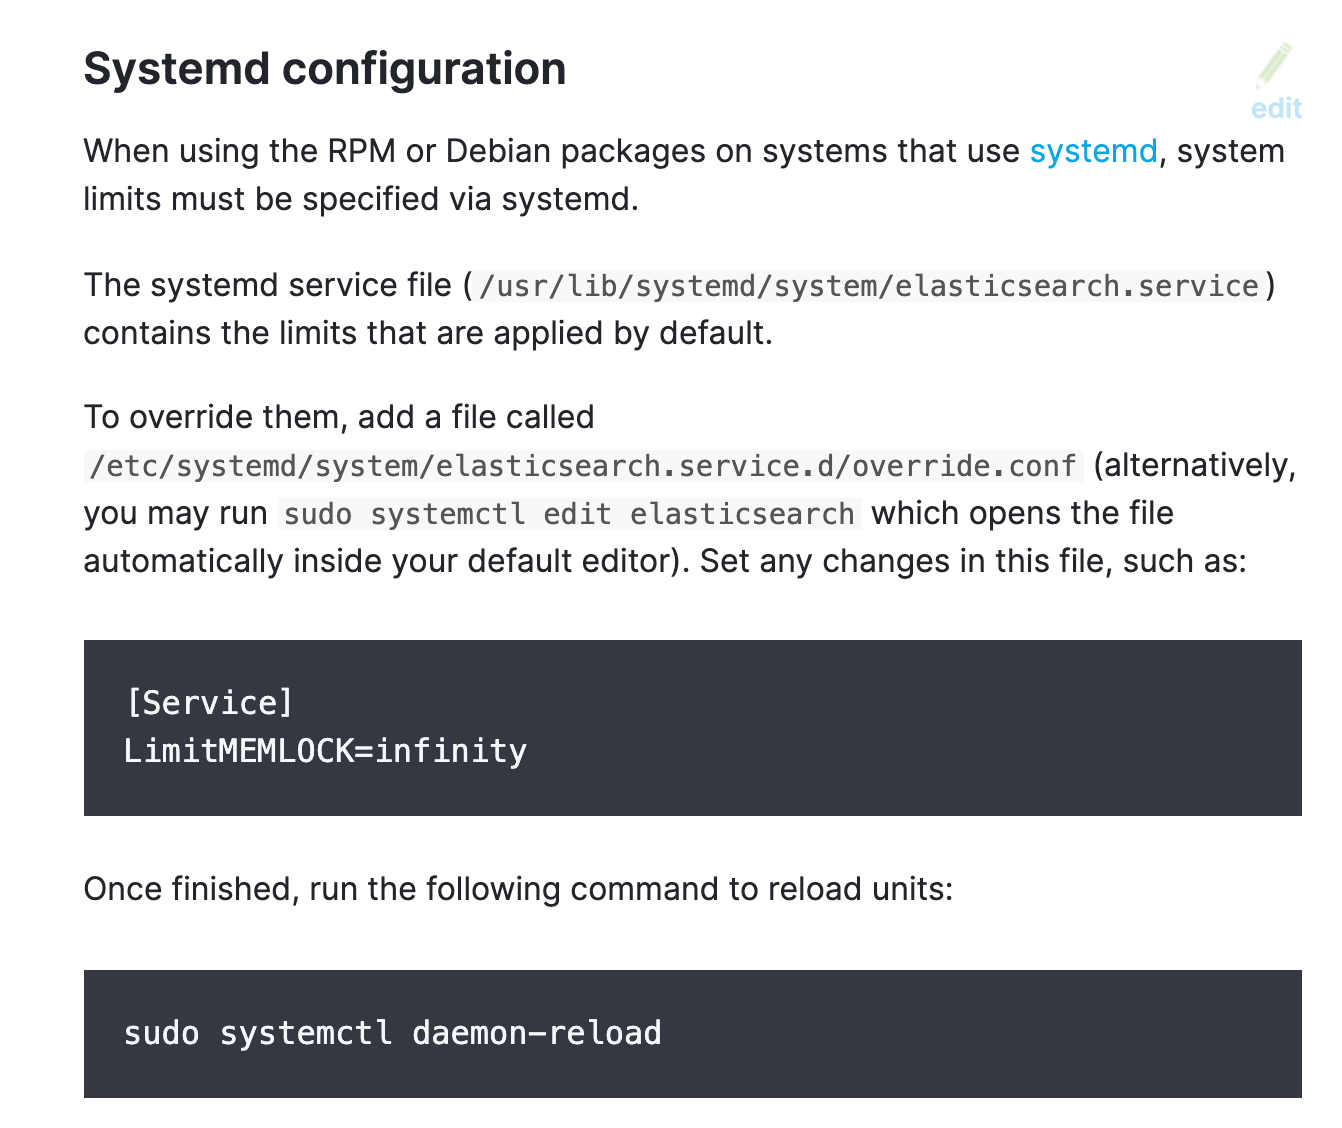 Systemd configuration
edit
When using the RPM or Debian packages on systems that use systemd, system
limits must be specified via systemd.
The systemd service file (/usr/lib/systemd/system/elasticsearch.service)
contains the limits that are applied by default.
To override them, add a file called
/etc/systemd/system/elasticsearch.service.d/override.conf (alternatively,
you may run sudo systemctl edit elasticsearch which opens the file
automatically inside your default editor). Set any changes in this file, such as:
[Service]
LimitMEMLOCK=infinity
Once finished, run the following command to reload units:
sudo systemctl daemon-reload